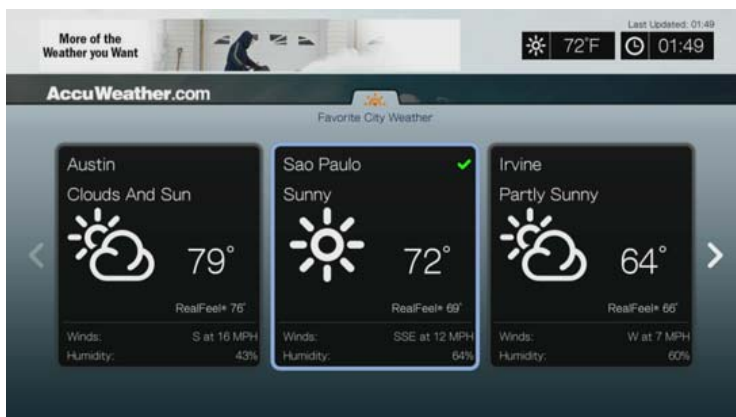 More of the
Weather you Want
Last Updated: 01:49
72°F
01:49
AccuWeather.com
Favorite City Weather
Austin
Clouds And Sun
79°
RealFeel® 76°
Winds: S at 16 MPH
Humidity: 43%
Sao Paulo
Sunny
72°
RealFeel® 69°
Winds: SSE at 12 MPH
Humidity: 64%
Irvine
Partly Sunny
64°
RealFeel® 66°
Winds: W at 7 MPH
Humidity: 60%